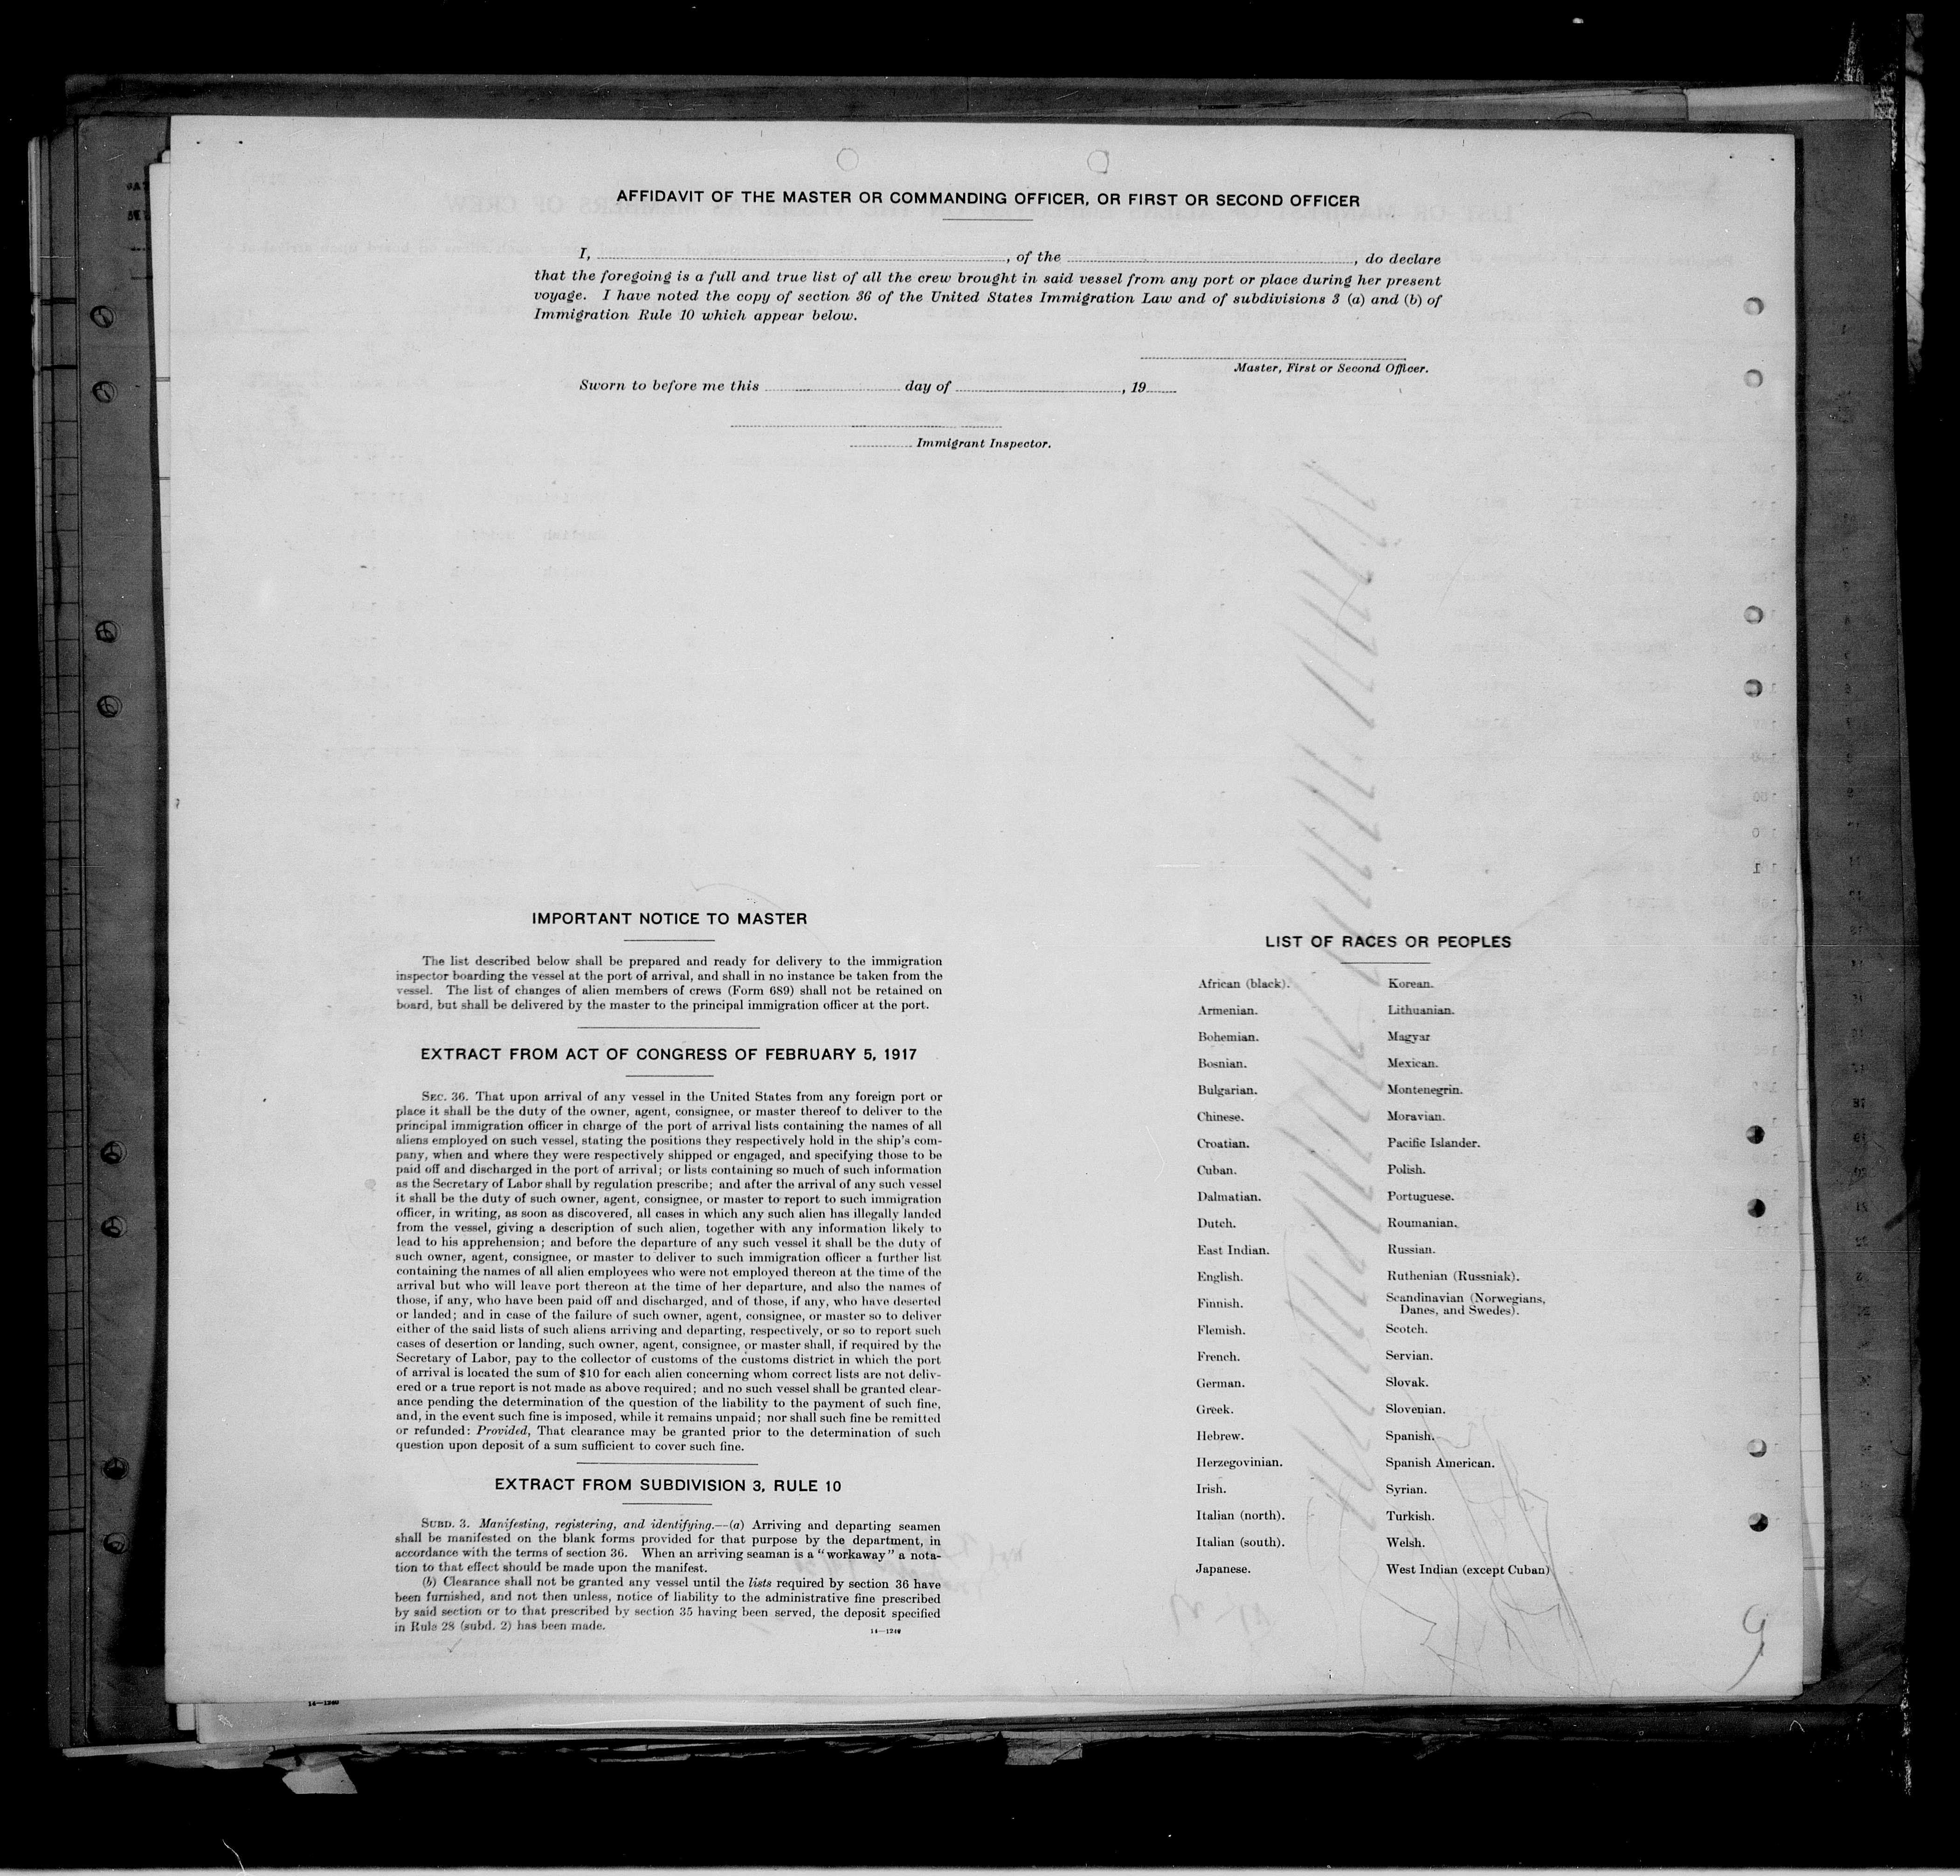 AFFIDAVIT OF THE MASTER OR COMMANDING OFFICER, OR FIRST OR SECOND OFFICER
I, , of the , do declare
that the foregoing is a full and true list of all the crew brought in said vessel from any port or place during her present
voyage. I have noted the copy of section 36 of the United States Immigration Law and of subdivisions 3 (a) and (b) of
Immigration Rule 10 which appear below.
Master, First or Second Officer.
Sworn to before me this day of , 19
Immigrant Inspector.
IMPORTANT NOTICE TO MASTER
The list described below shall be prepared and ready for delivery to the immigration
inspector boarding the vessel at the port of arrival, and shall in no instance be taken from the
vessel. The list of changes of alien members of crews (Form 689) shall not be retained on
board, but shall be delivered by the master to the principal immigration officer at the port.
EXTRACT FROM ACT OF CONGRESS OF FEBRUARY 5, 1917
SEC. 36. That upon arrival of any vessel in the United States from any foreign port or
place it shall be the duty of the owner, agent, consignee, or master thereof to deliver to the
principal immigration officer in charge of the port of arrival lists containing the names of all
aliens employed on such vessel, stating the positions they respectively hold in the ship's com-
pany, when and where they were respectively shipped or engaged, and specifying those to be
paid off and discharged in the port of arrival; or lists containing so much of such information
as the Secretary of Labor shall by regulation prescribe; and after the arrival of any such vessel
it shall be the duty of such owner, agent, consignee, or master to report to such immigration
officer, in writing, as soon as discovered, all cases in which any such alien has illegally landed
from the vessel, giving a description of such alien, together with any information likely to
lead to his apprehension; and before the departure of any such vessel it shall be the duty of
such owner, agent, consignee, or master to deliver to such immigration officer a further list
containing the names of all alien employees who were not employed thereon at the time of the
arrival but who will leave port thereon at the time of her departure, and also the names of
those, if any, who have been paid off and discharged, and of those, if any, who have deserted
or landed; and in case of the failure of such owner, agent, consignee, or master so to deliver
either of the said lists of such aliens arriving and departing, respectively, or so to report such
cases of desertion or landing, such owner, agent, consignee, or master shall, if required by the
Secretary of Labor, pay to the collector of customs of the customs district in which the port
of arrival is located the sum of $10 for each alien concerning whom correct lists are not deliv-
ered or a true report is not made as above required; and no such vessel shall be granted clear-
ance pending the determination of the question of the liability to the payment of such fine,
and, in the event such fine is imposed, while it remains unpaid; nor shall such fine be remitted
or refunded: Provided, That clearance may be granted prior to the determination of such
question upon deposit of a sum sufficient to cover such fine.
EXTRACT FROM SUBDIVISION 3, RULE 10
SUBD. 3. Manifesting, registering, and identifying.—(a) Arriving and departing seamen
shall be manifested on the blank forms provided for that purpose by the department, in
accordance with the terms of section 36. When an arriving seaman is a "workaway" a nota-
tion to that effect should be made upon the manifest.
(b) Clearance shall not be granted any vessel until the lists required by section 36 have
been furnished, and not then unless, notice of liability to the administrative fine prescribed
by said section or to that prescribed by section 35 having been served, the deposit specified
in Rule 28 (subd. 2) has been made.
14—1240
LIST OF RACES OR PEOPLES
African (black).
Armenian.
Bohemian.
Bosnian.
Bulgarian.
Chinese.
Croatian.
Cuban.
Dalmatian.
Dutch.
East Indian.
English.
Finnish.
Flemish.
French.
German.
Greek.
Hebrew.
Herzegovinian.
Irish.
Italian (north).
Italian (south).
Japanese.
Korean.
Lithuanian.
Magyar
Mexican.
Montenegrin.
Moravian.
Pacific Islander.
Polish.
Portuguese.
Roumanian.
Russian.
Ruthenian (Russniak).
Scandinavian (Norwegians,
Danes, and Swedes).
Scotch.
Servian.
Slovak.
Slovenian.
Spanish.
Spanish American.
Syrian.
Turkish.
Welsh.
West Indian (except Cuban)
9
14—1240